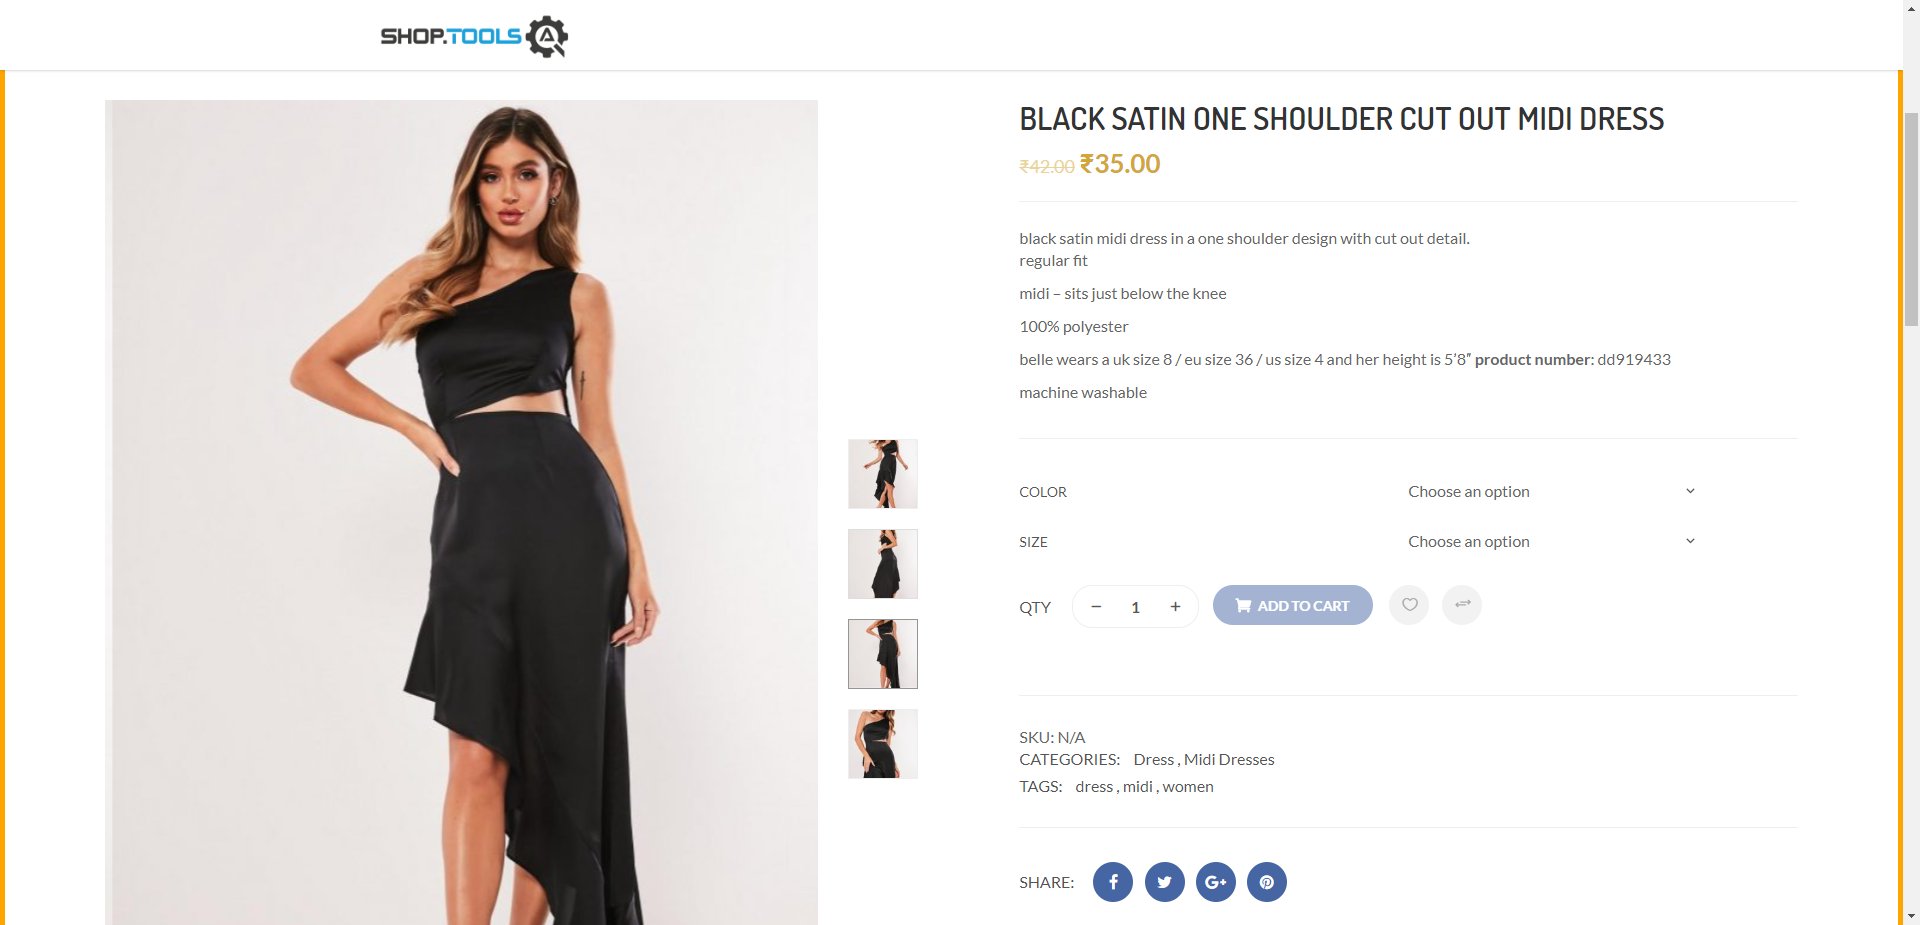 SHOP.TOOLS
BLACK SATIN ONE SHOULDER CUT OUT MIDI DRESS
₹42.00 ₹35.00
black satin midi dress in a one shoulder design with cut out detail.
regular fit
midi – sits just below the knee
100% polyester
belle wears a uk size 8 / eu size 36 / us size 4 and her height is 5’8” product number: dd919433
machine washable
COLOR Choose an option
SIZE Choose an option
QTY − 1 + ADD TO CART
SKU: N/A
CATEGORIES: Dress , Midi Dresses
TAGS: dress , midi , women
SHARE: